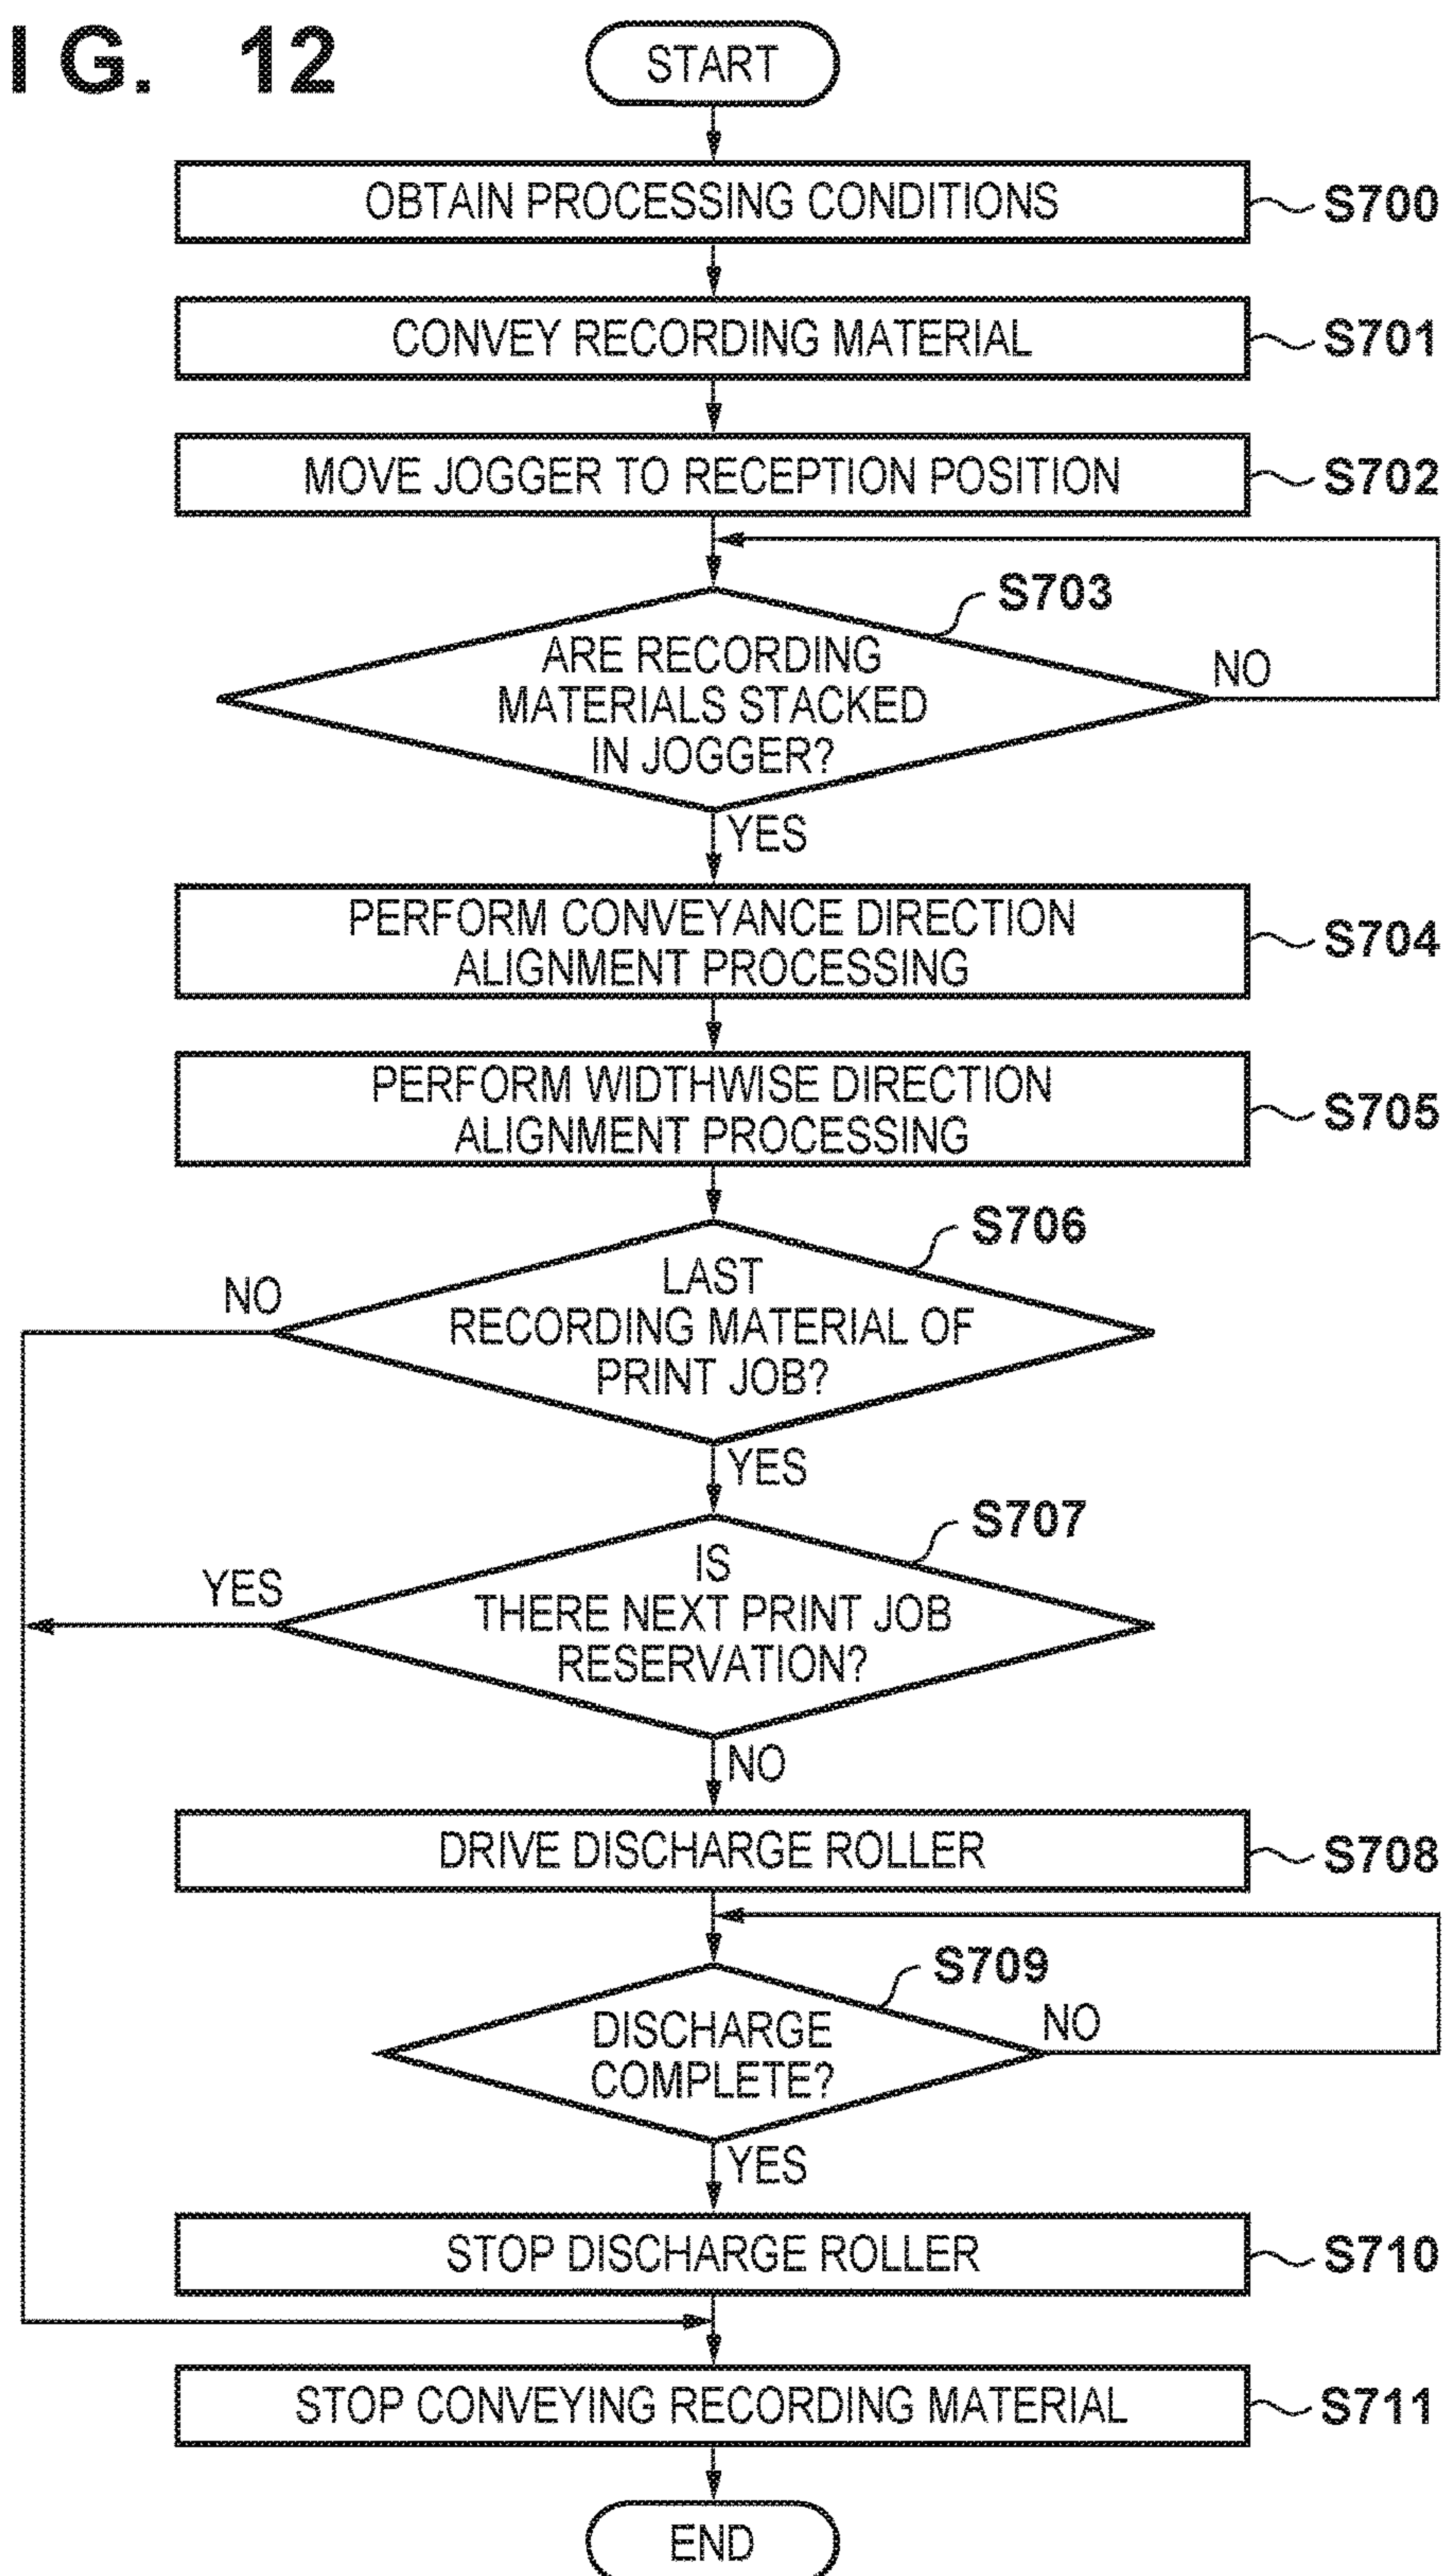 IG. 12
START
OBTAIN PROCESSING CONDITIONS
S700
CONVEY RECORDING MATERIAL
S701
MOVE JOGGER TO RECEPTION POSITION
S702
S703
ARE RECORDING
MATERIALS STACKED
IN JOGGER?
NO
YES
PERFORM CONVEYANCE DIRECTION
ALIGNMENT PROCESSING
S704
PERFORM WIDTHWISE DIRECTION
ALIGNMENT PROCESSING
S705
S706
NO
LAST
RECORDING MATERIAL OF
PRINT JOB?
YES
S707
YES
IS
THERE NEXT PRINT JOB
RESERVATION?
NO
DRIVE DISCHARGE ROLLER
S708
S709
DISCHARGE
COMPLETE?
NO
YES
STOP DISCHARGE ROLLER
S710
STOP CONVEYING RECORDING MATERIAL
S711
END